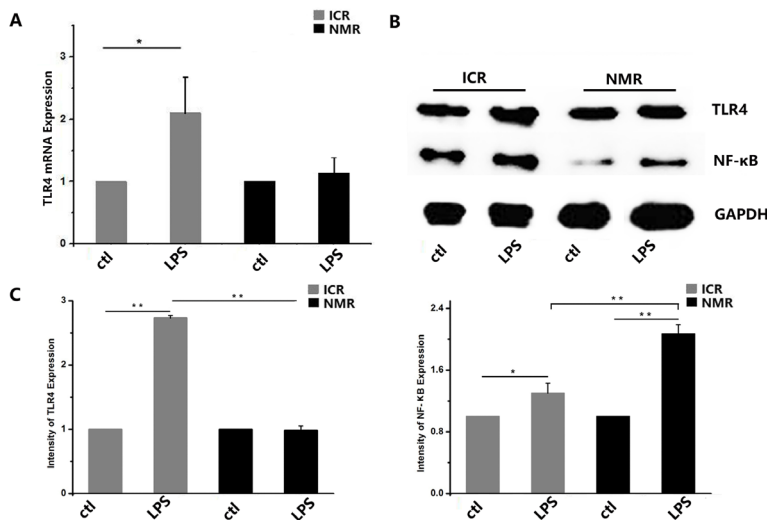 A
ICR
NMR
*
TLR4 mRNA Expression
3
2
1
0
ctl
LPS
ctl
LPS
B
ICR
NMR
TLR4
NF-κB
GAPDH
ctl
LPS
ctl
LPS
C
ICR
NMR
**
**
Intensity of TLR4 Expression
3
2
1
0
ctl
LPS
ctl
LPS
ICR
NMR
**
**
*
Intensity of NF- KB Expression
2.4
1.6
0.8
0.0
ctl
LPS
ctl
LPS